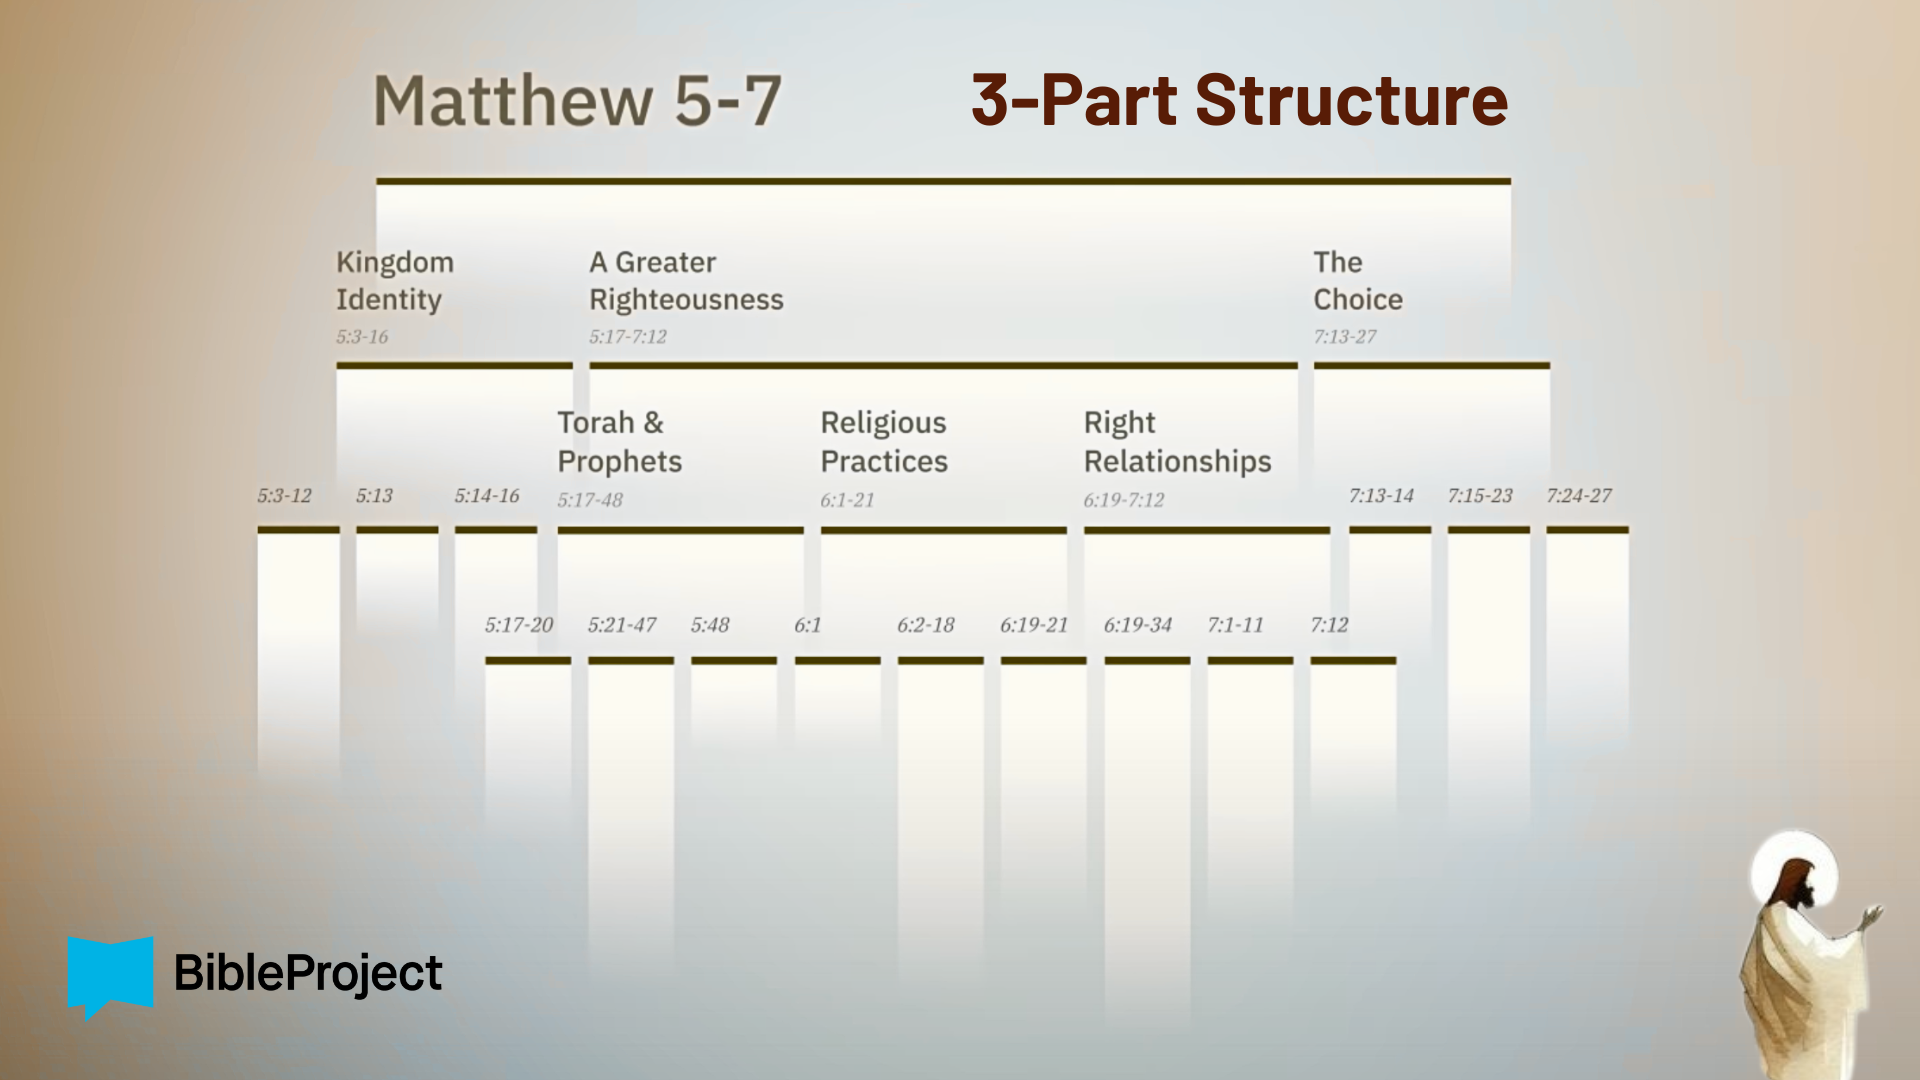 Matthew 5-7
3-Part Structure
Kingdom
Identity
5:3-16
A Greater
Righteousness
5:17-7:12
The
Choice
7:13-27
5:3-12
5:13
5:14-16
Torah &
Prophets
5:17-48
Religious
Practices
6:1-21
Right
Relationships
6:19-7:12
7:13-14
7:15-23
7:24-27
5:17-20
5:21-47
5:48
6:1
6:2-18
6:19-21
6:19-34
7:1-11
7:12
BibleProject